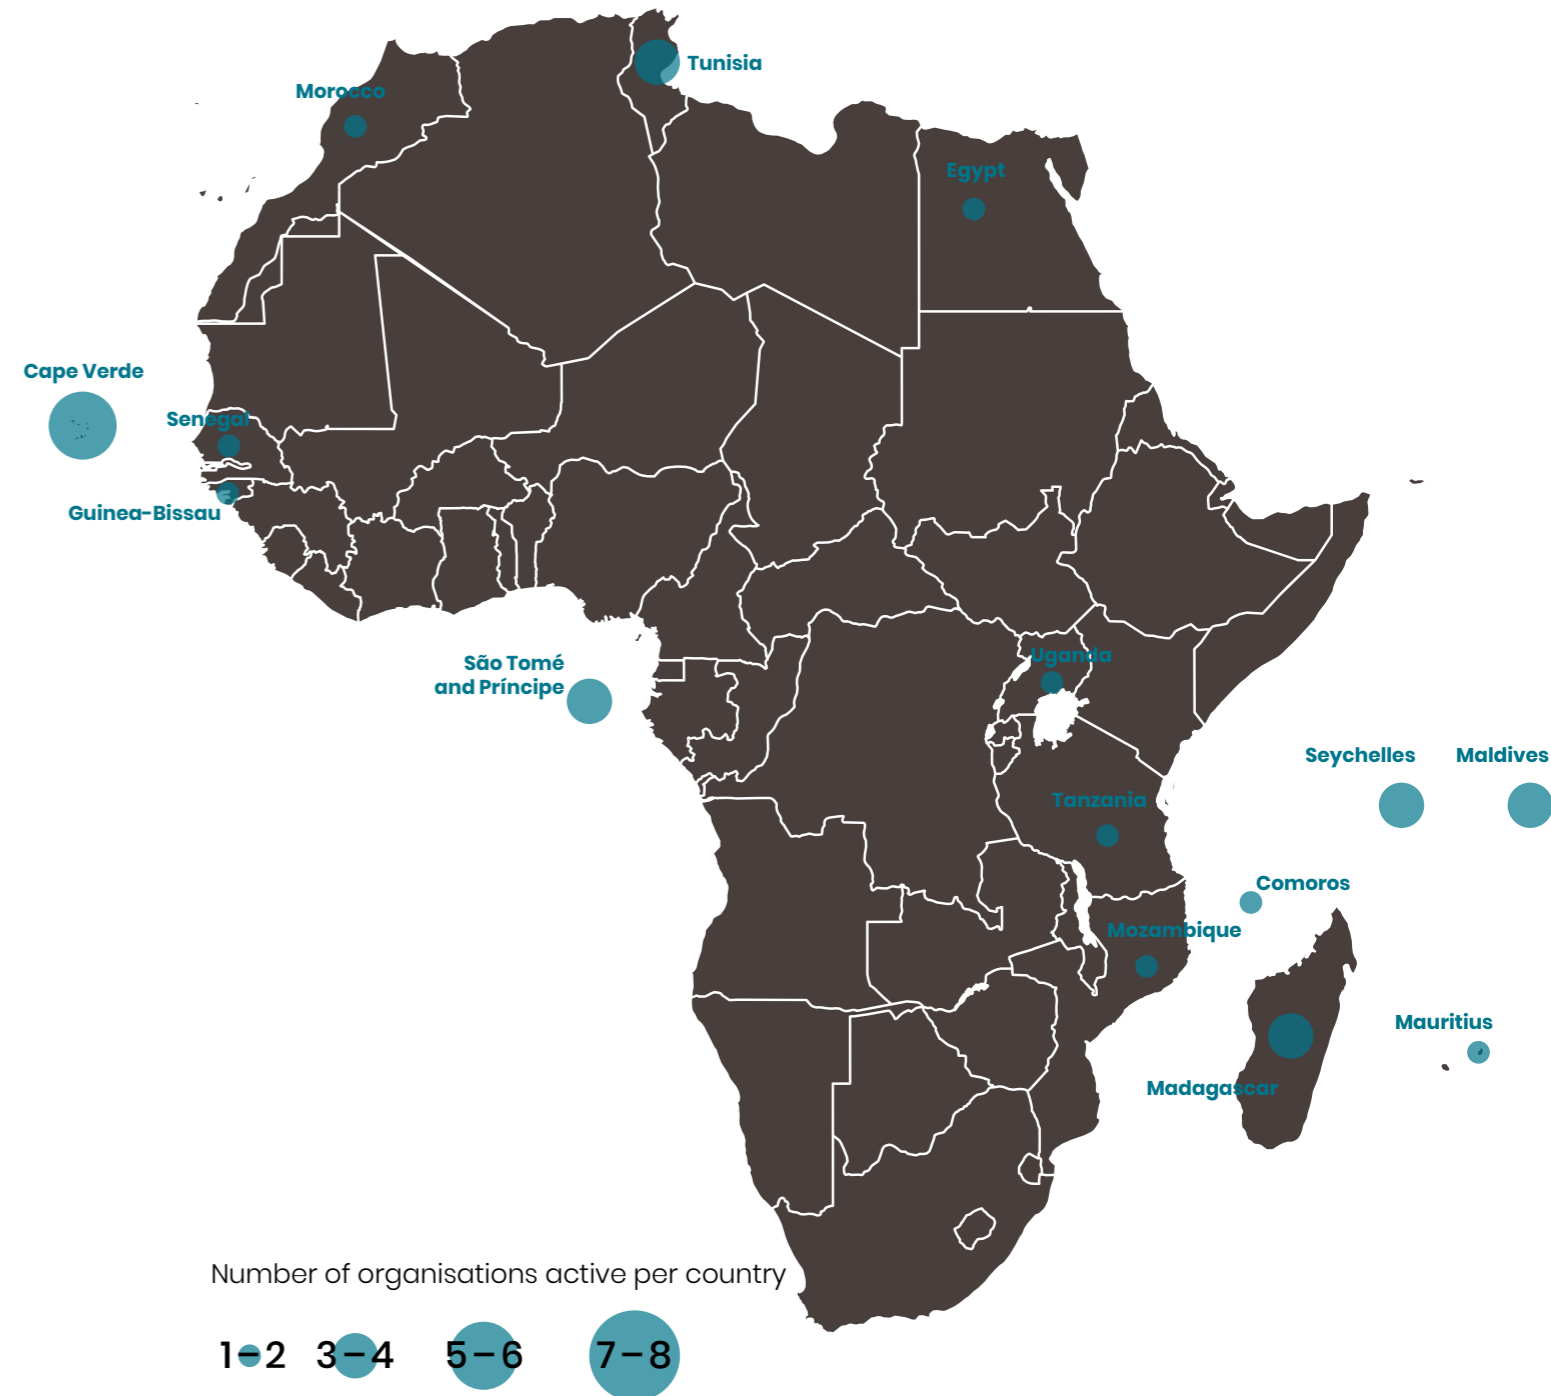 Tunisia
Morocco
Egypt
Cape Verde
Senegal
Guinea-Bissau
São Tomé
and Príncipe
Uganda
Seychelles
Maldives
Tanzania
Comoros
Mozambique
Mauritius
Madagascar
Number of organisations active per country
1–2 3–4 5–6 7–8